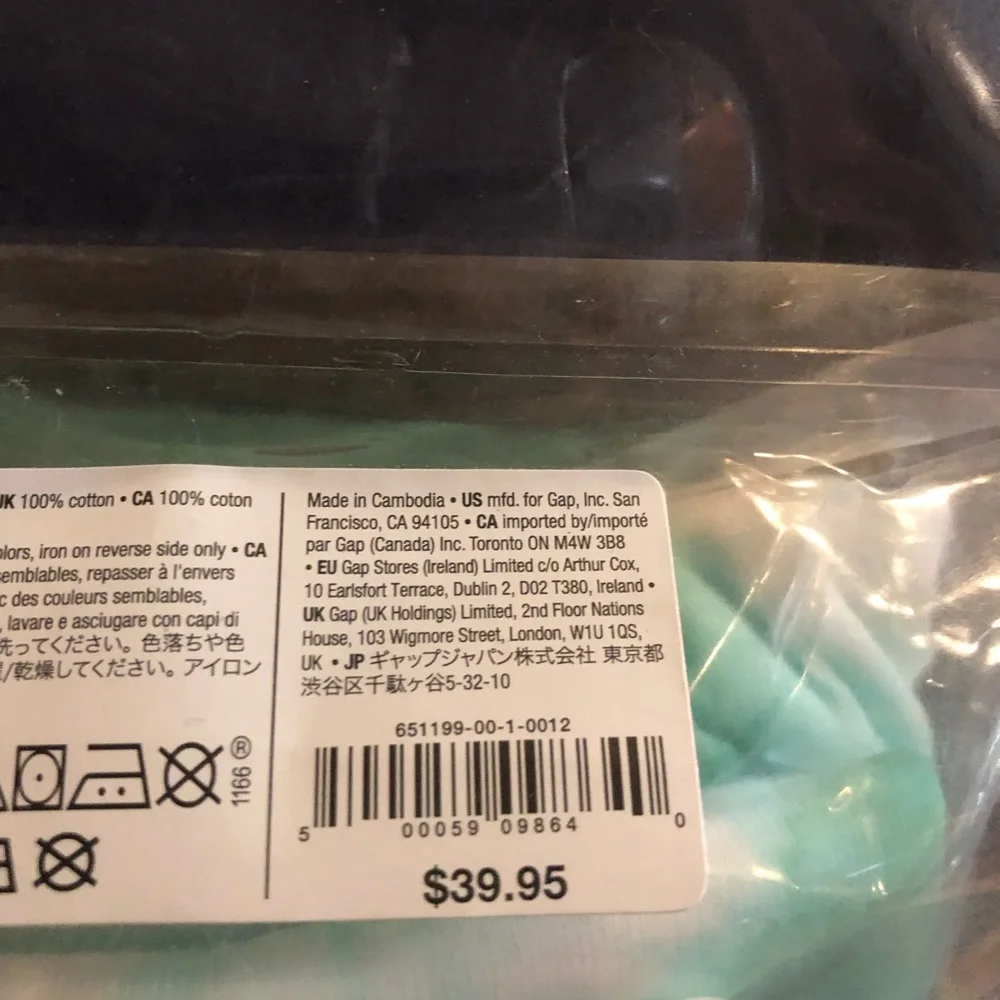 UK 100% cotton • CA 100% coton
colors, iron on reverse side only • CA
semblables, repasser à l'envers
c des couleurs semblables,
, lavare e asciugare con capi di
洗ってください。色落ちや色
/乾燥してください。アイロン
1166 ®
Made in Cambodia • US mfd. for Gap, Inc. San
Francisco, CA 94105 • CA imported by/importé
par Gap (Canada) Inc. Toronto ON M4W 3B8
• EU Gap Stores (Ireland) Limited c/o Arthur Cox,
10 Earlsfort Terrace, Dublin 2, D02 T380, Ireland •
UK Gap (UK Holdings) Limited, 2nd Floor Nations
House, 103 Wigmore Street, London, W1U 1QS,
UK • JP ギャップジャパン株式会社 東京都
渋谷区千駄ヶ谷5-32-10
651199-00-1-0012
5 00059 09864 0
$39.95